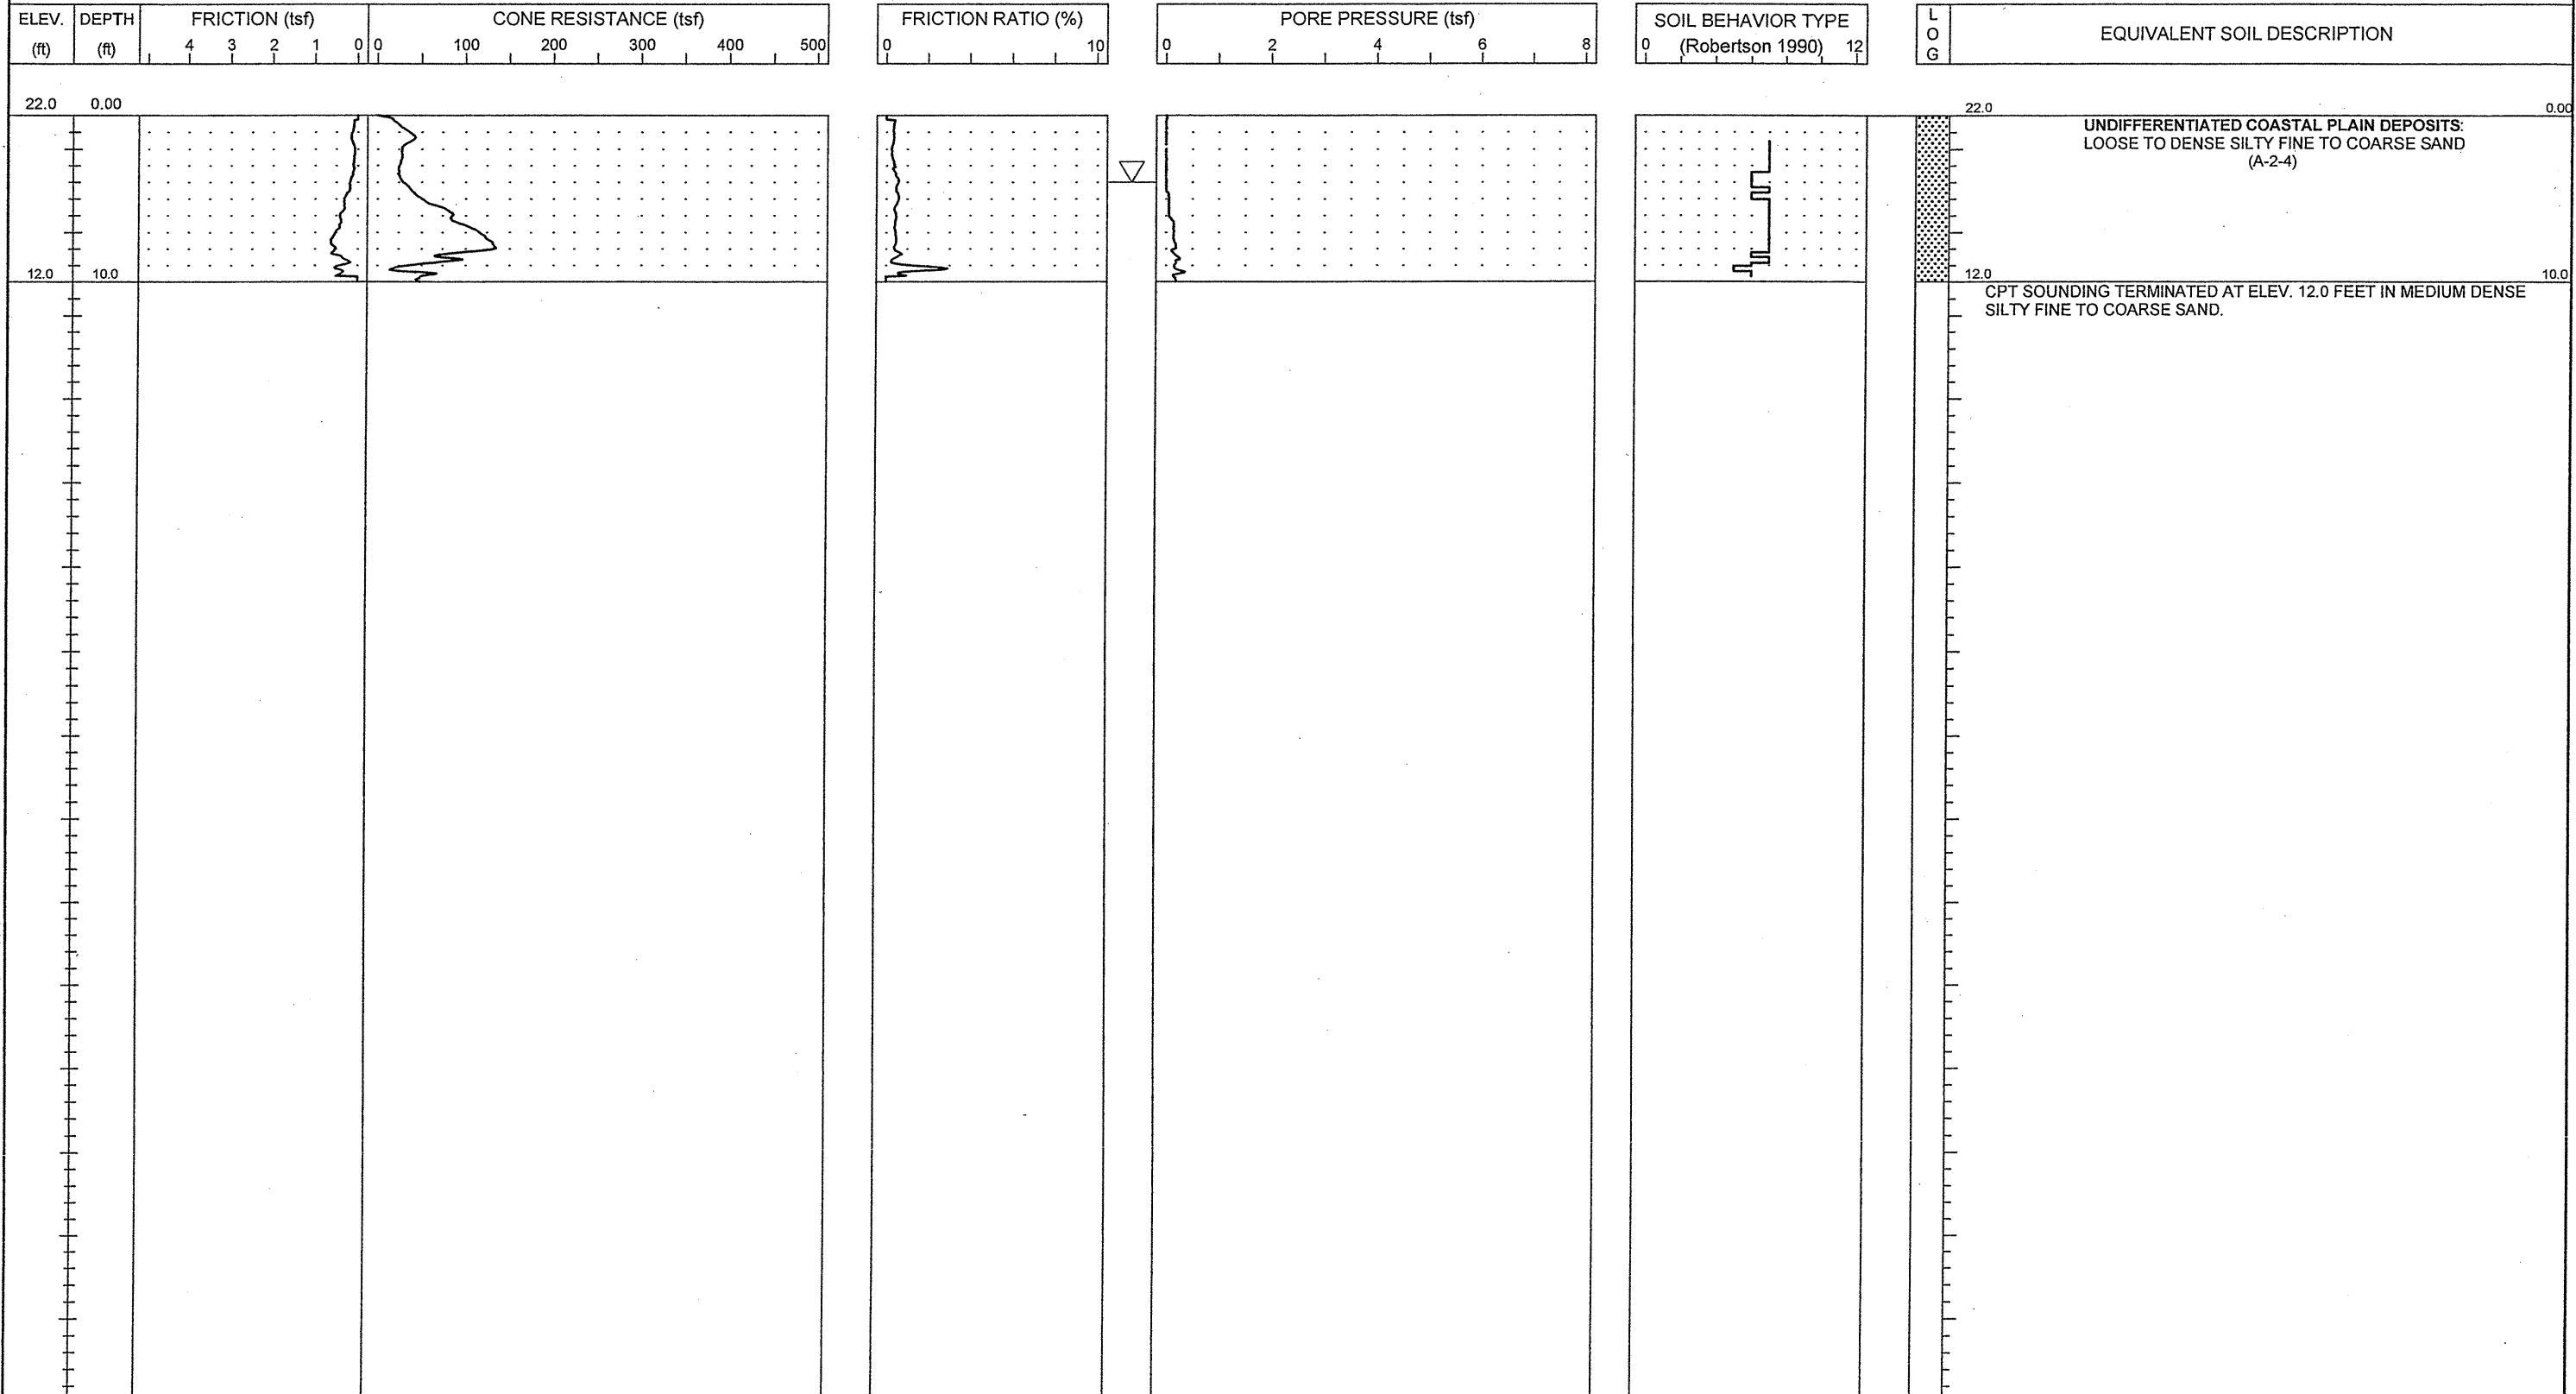 ELEV. (ft)
DEPTH (ft)
FRICTION (tsf)
4 3 2 1 0
CONE RESISTANCE (tsf)
0 100 200 300 400 500
FRICTION RATIO (%)
0 10
PORE PRESSURE (tsf)
0 2 4 6 8
SOIL BEHAVIOR TYPE
(Robertson 1990)
0 12
LOG
EQUIVALENT SOIL DESCRIPTION
22.0 0.00
22.0 0.00
UNDIFFERENTIATED COASTAL PLAIN DEPOSITS:
LOOSE TO DENSE SILTY FINE TO COARSE SAND
(A-2-4)
12.0 10.0
12.0 10.0
CPT SOUNDING TERMINATED AT ELEV. 12.0 FEET IN MEDIUM DENSE
SILTY FINE TO COARSE SAND.